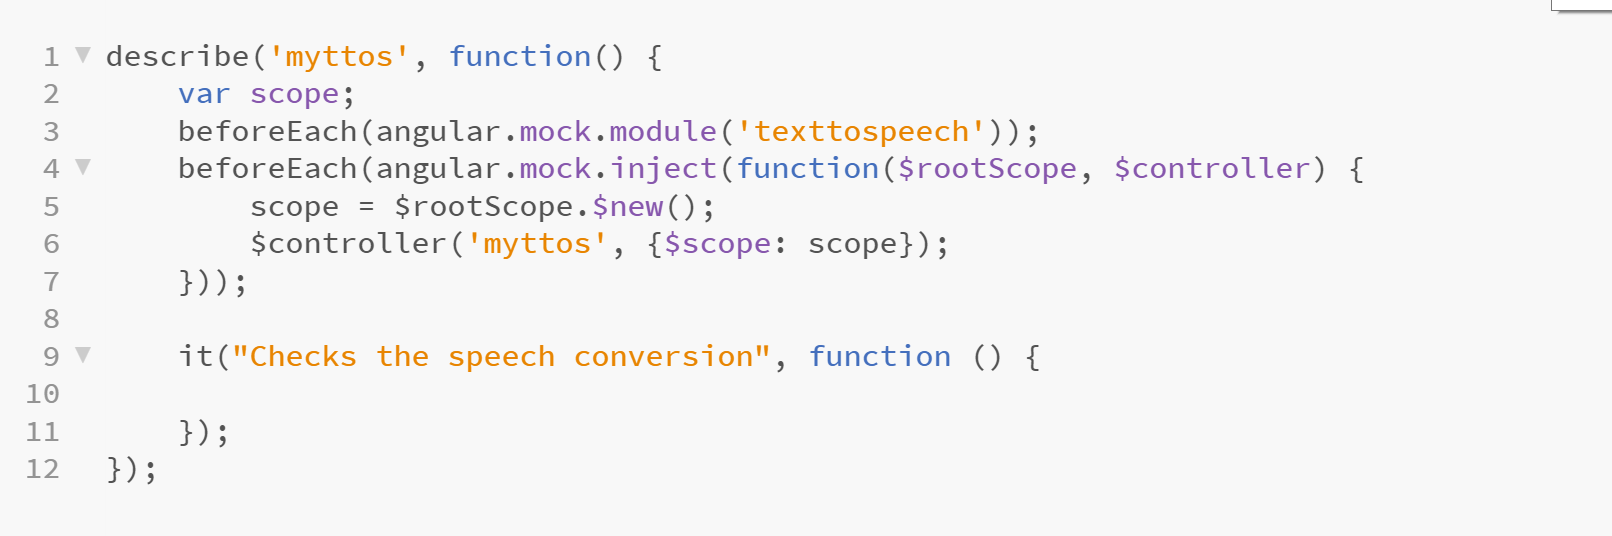 1 describe('myttos', function() {
2     var scope;
3     beforeEach(angular.mock.module('texttospeech'));
4     beforeEach(angular.mock.inject(function($rootScope, $controller) {
5         scope = $rootScope.$new();
6         $controller('myttos', {$scope: scope});
7     }));
8
9     it("Checks the speech conversion", function () {
10
11     });
12 });